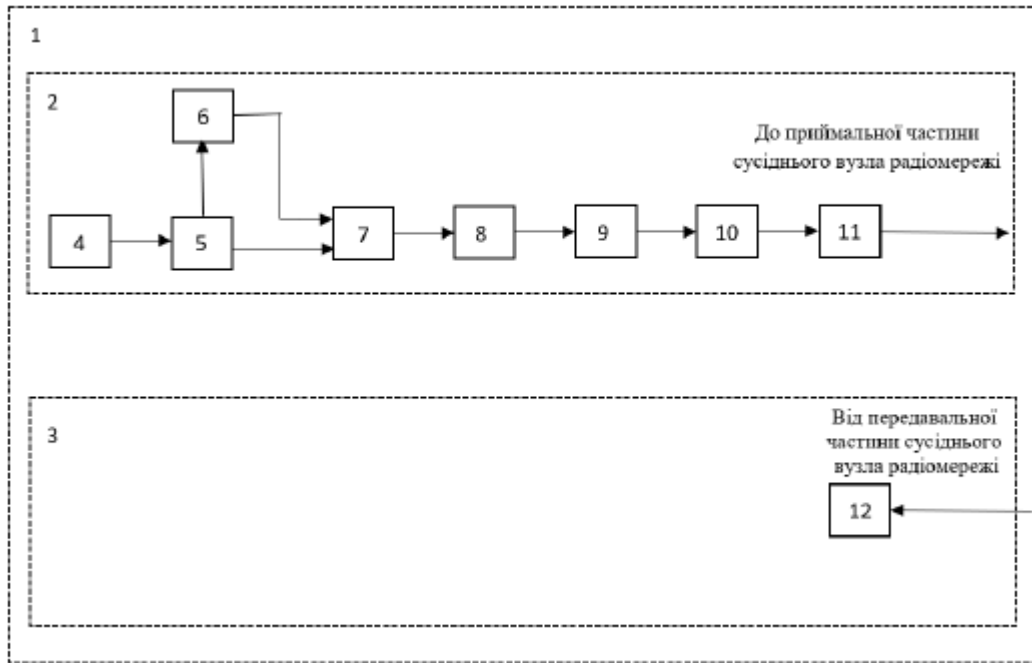 1
2
6
До приймальної частини
сусіднього вузла радіомережі
4
5
7
8
9
10
11
3
Від передавальної
частини сусіднього
вузла радіомережі
12